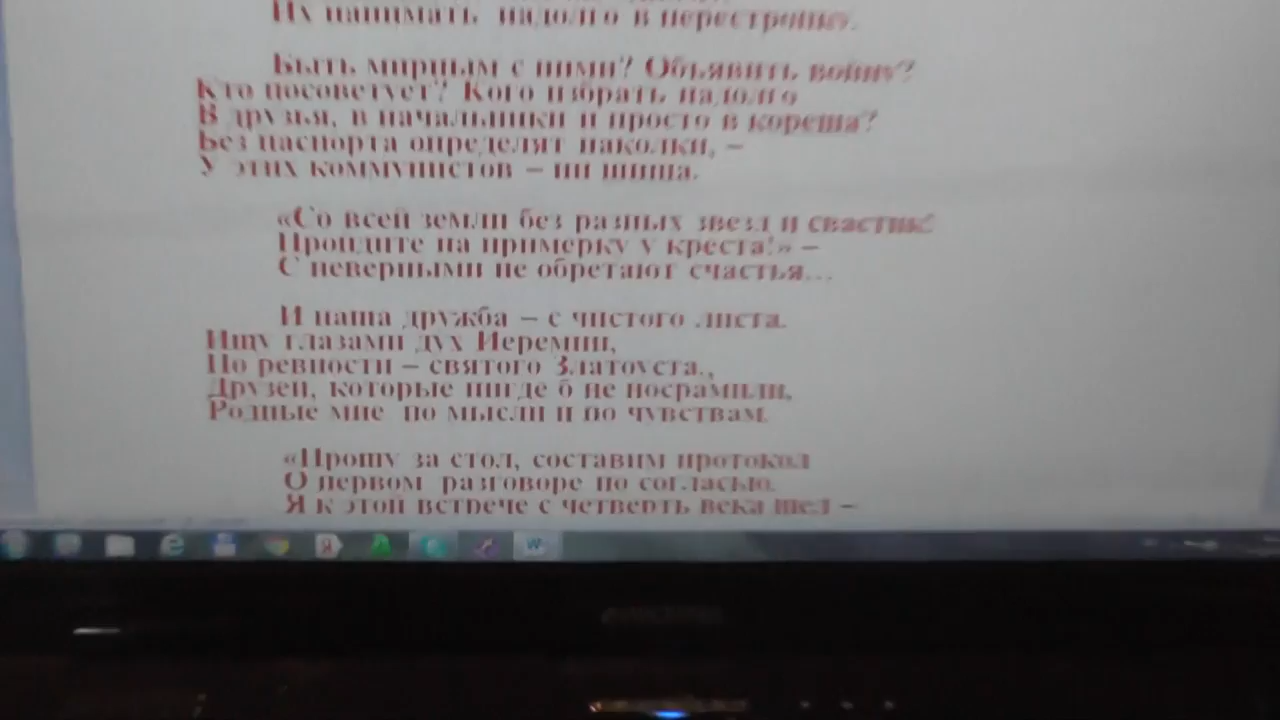 Их нанимать надолго в перестройку.
Быть мирным с ними? Объявить войну?
Кто посоветует? Кого избрать надолго
В друзья, в начальники и просто в кореша?
Без паспорта определят наколки, –
У этих коммунистов – ни шиша.
«Со всей земли без разных звезд и свастик!
Пройдите на примерку у креста!» –
С неверными не обретают счастья...
И наша дружба – с чистого листа.
Ищу глазами дух Иеремии,
По ревности – святого Златоуста.,
Друзей, которые нигде б не посрамили,
Родные мне по мысли и по чувствам.
«Прошу за стол, составим протокол
О первом разговоре по согласью.
Я к этой встрече с четверть века шел –